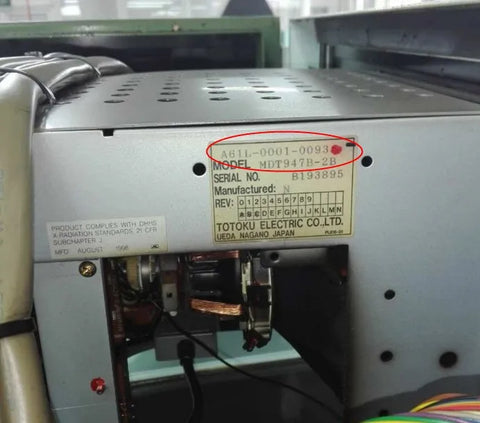 A61L-0001-0093
MODEL MDT947B-2B
SERIAL NO. B193895
Manufactured: N
REV: 0 1 2 3 4 5 6 7 8 9
DEFGHIJKLMN
TOTOKU ELECTRIC CO.,LTD.
UEDA NAGANO JAPAN
PRODUCT COMPLIES WITH DHHS
X-RADIATION STANDARDS, 21 CFR
SUBCHAPTER J.
MFD. AUGUST 1996